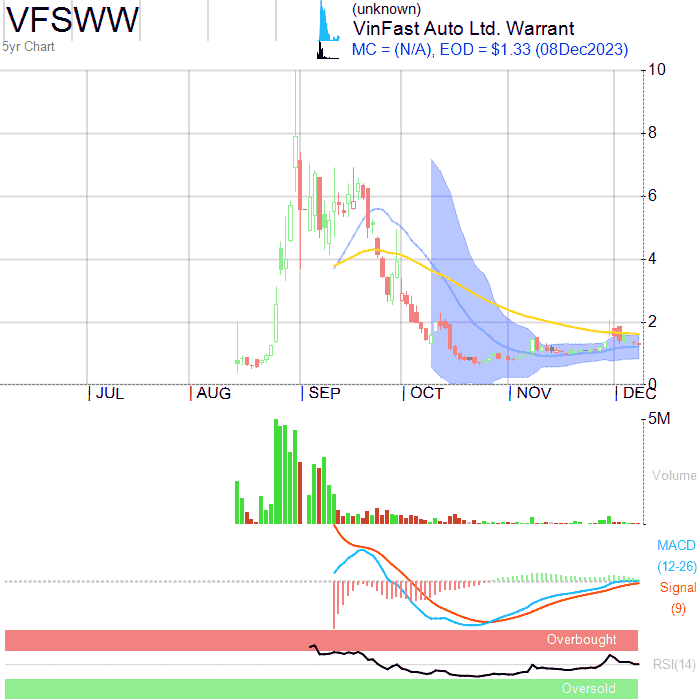 VFSWW
5yr Chart
(unknown)
VinFast Auto Ltd. Warrant
MC = (N/A), EOD = $1.33 (08Dec2023)
10
8
6
4
2
0
JUL AUG SEP OCT NOV DEC
5M
Volume
MACD
(12-26)
Signal
(9)
Overbought
RSI(14)
Oversold